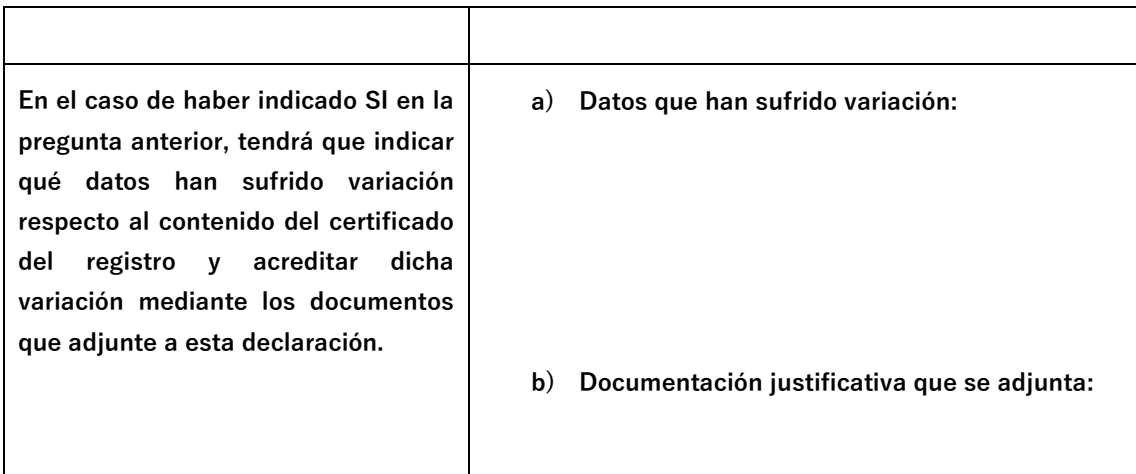 En el caso de haber indicado SI en la
pregunta anterior, tendrá que indicar
qué datos han sufrido variación
respecto al contenido del certificado
del registro y acreditar dicha
variación mediante los documentos
que adjunte a esta declaración.
a) Datos que han sufrido variación:
b) Documentación justificativa que se adjunta: